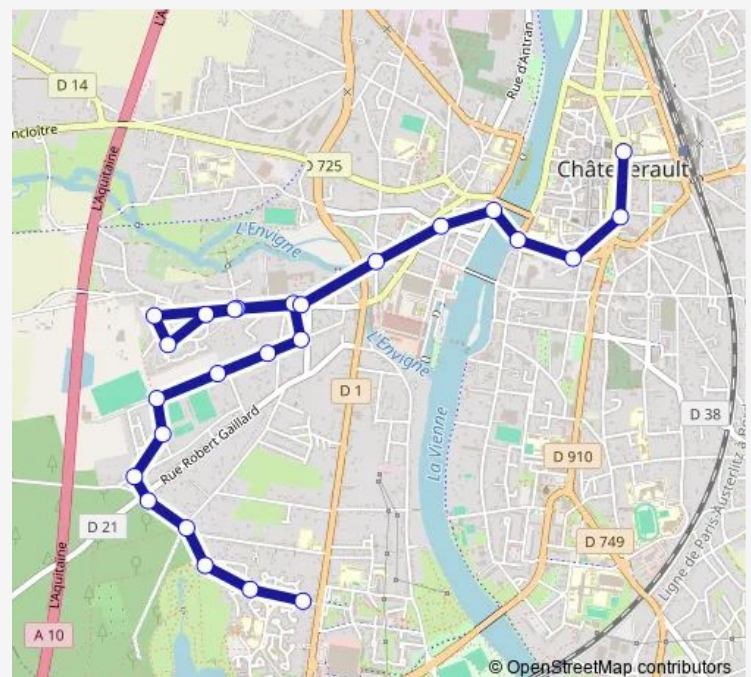 L'A
Rue d'Antran
D 14
ncloître
D 725
Châtellerault
L'Aquitaine
L'Envigne
L'Envigne
D 1
La Vienne
D 38
Rue Robert Gaillard
D 910
D 21
D 749
Ligne de Paris-Austerlitz à Bor
L'Aquitaine
A 10
© OpenStreetMap contributors